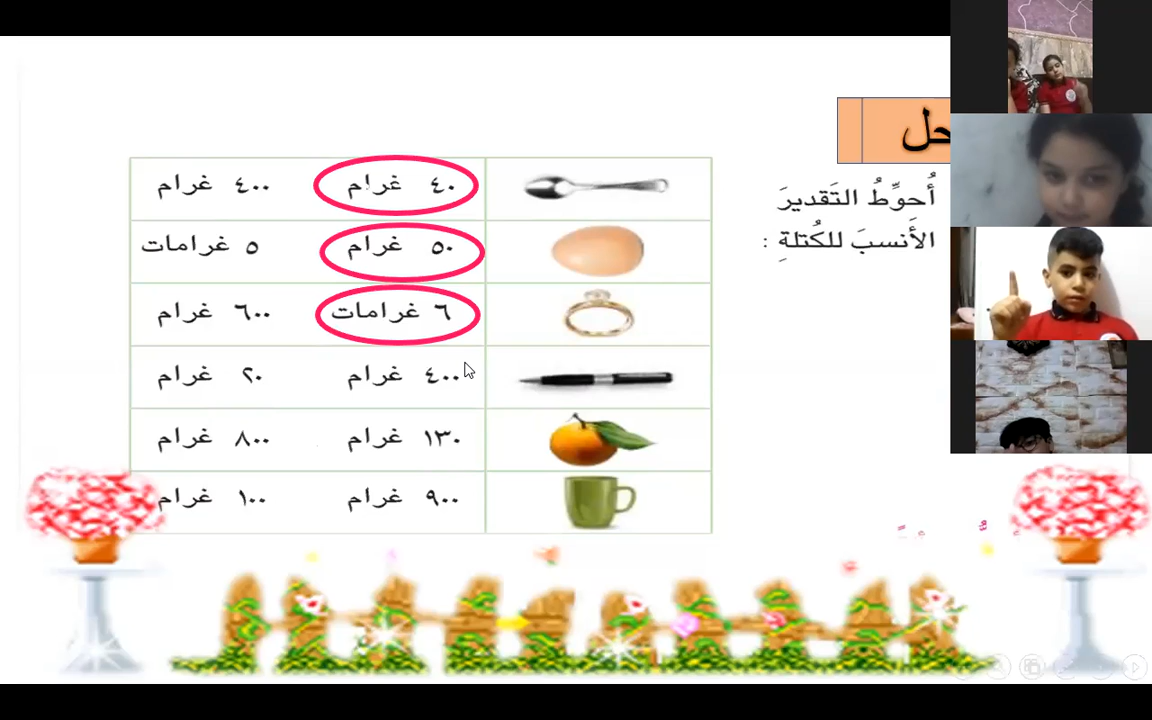 حل
أُحوِّطُ التَقديرَ
الأَنسبَ للكُتلةِ :
٤٠ غرام ٤٠٠ غرام
٥٠ غرام ٥ غرامات
٦ غرامات ٦٠٠ غرام
٤٠٠ غرام ٢٠ غرام
١٣٠ غرام ٨٠٠ غرام
٩٠٠ غرام ١٠٠ غرام